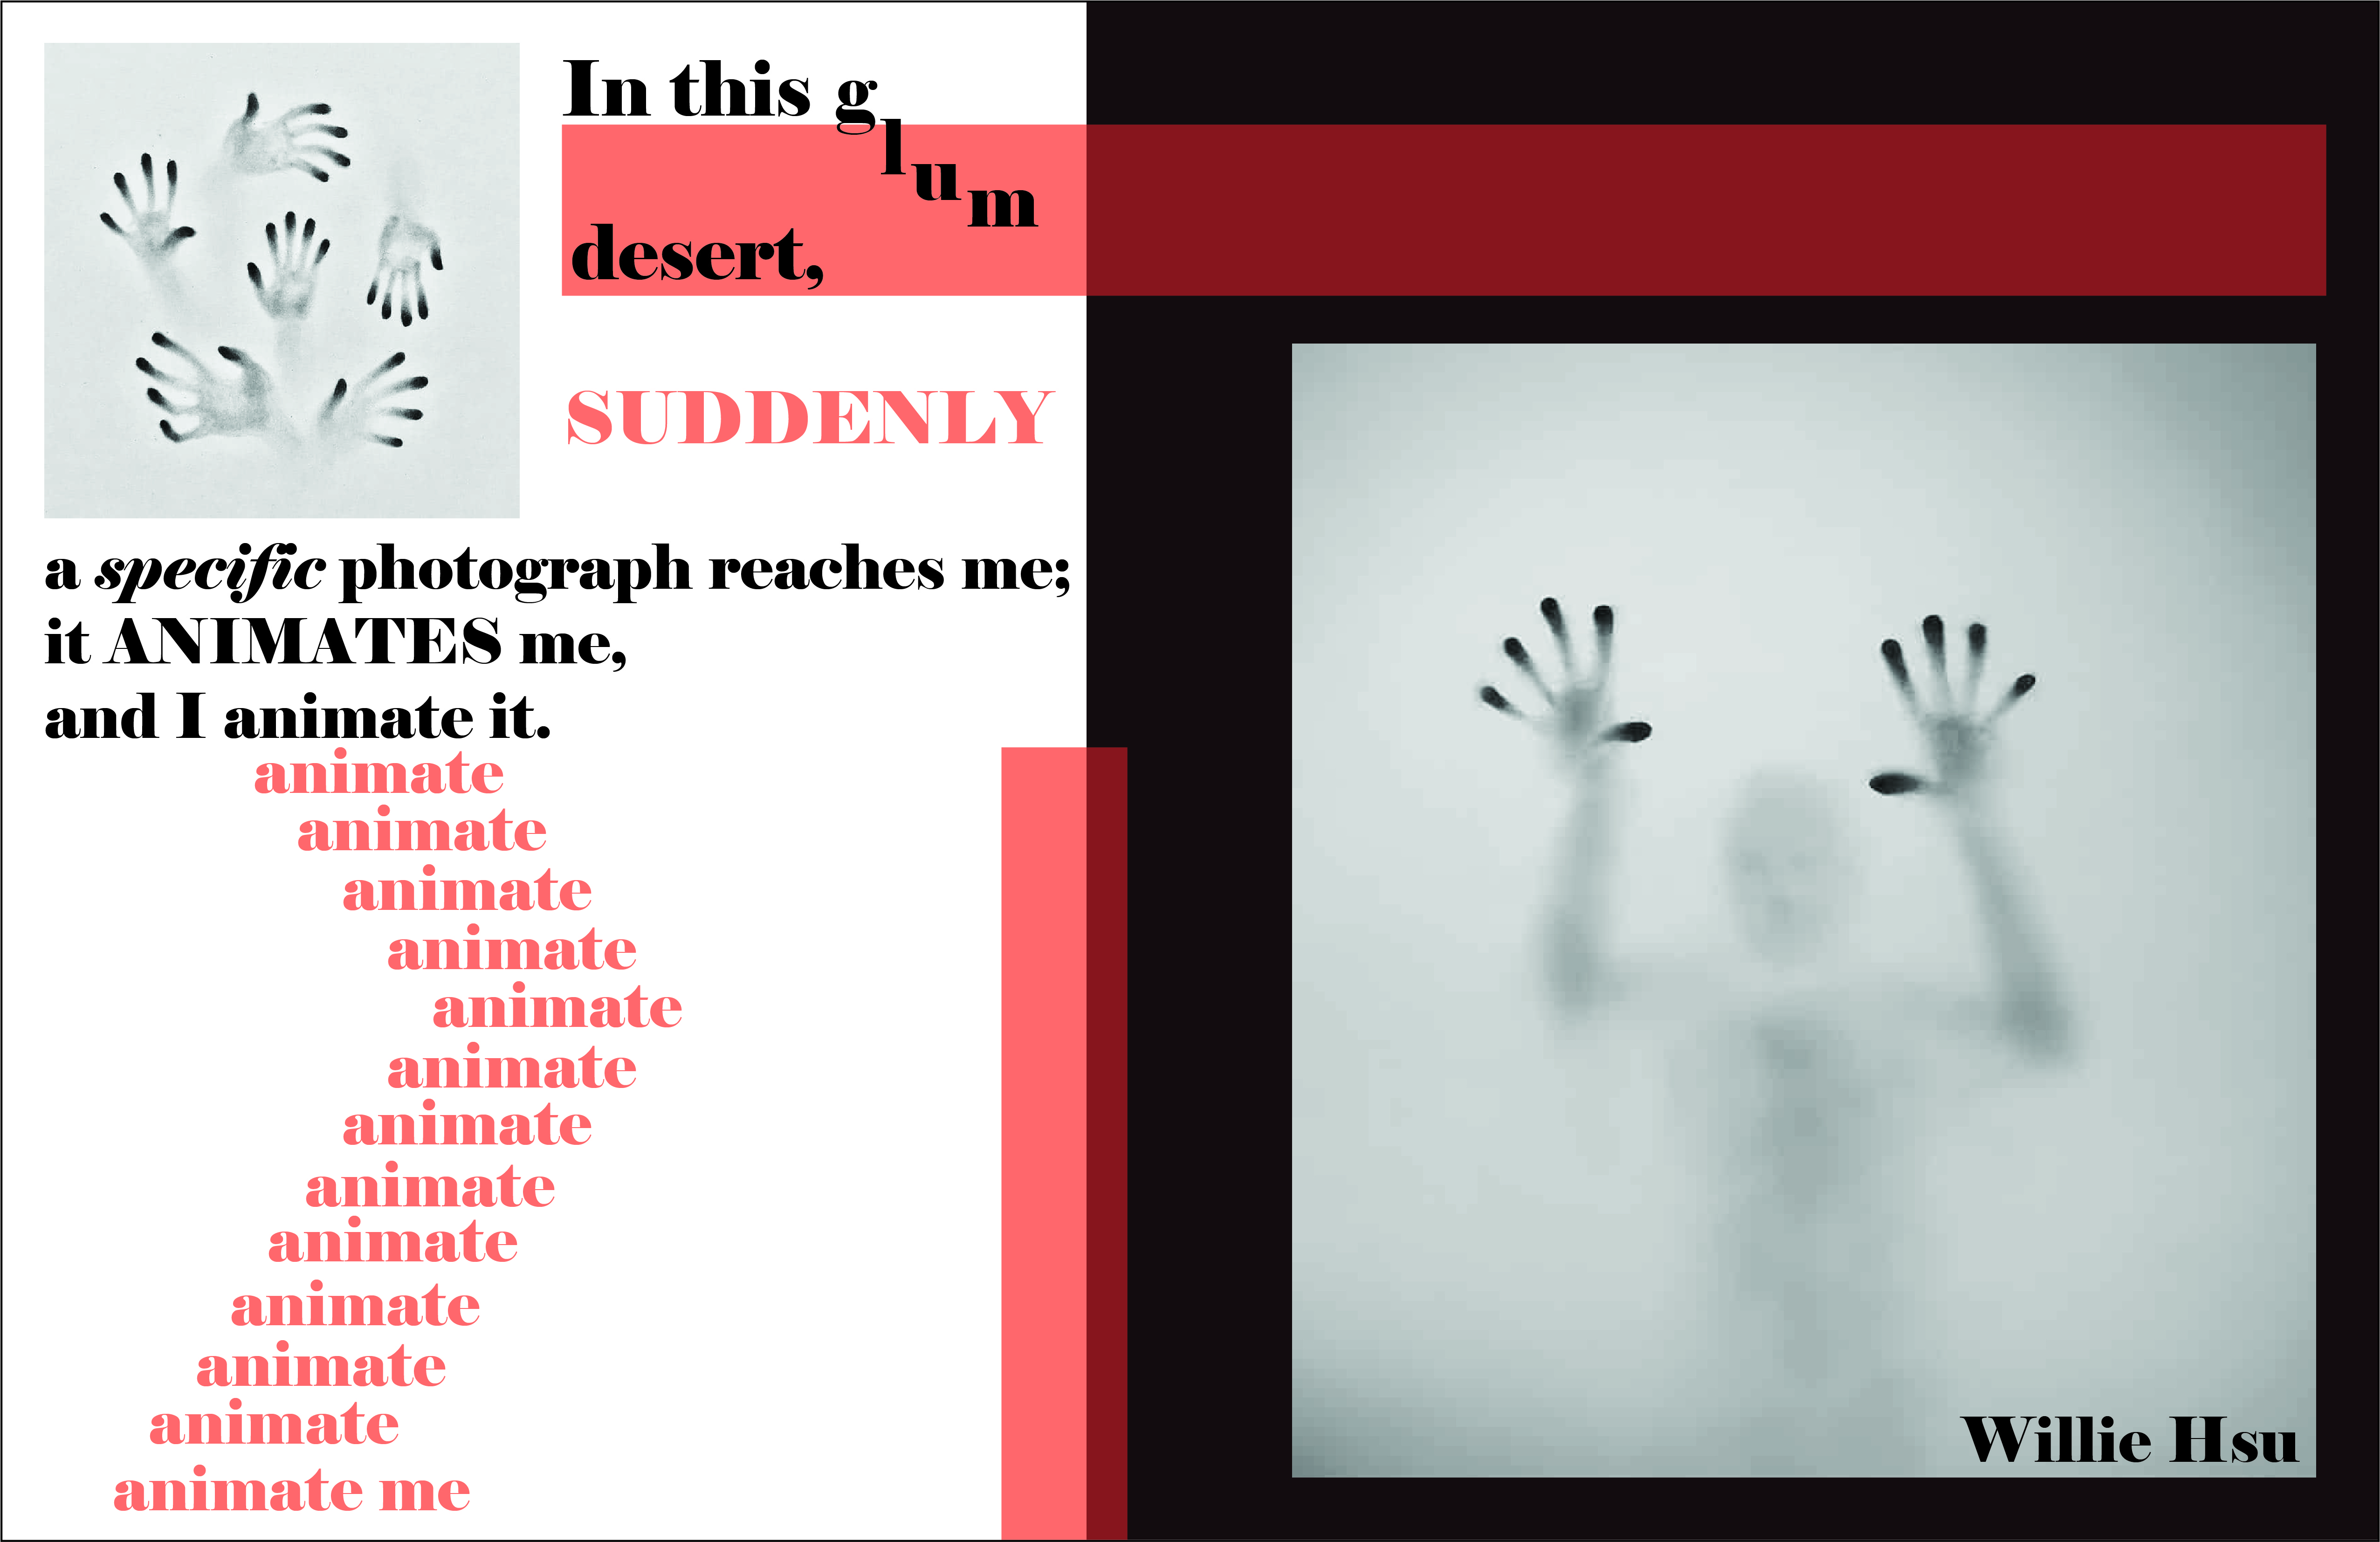 In this glum
desert,
SUDDENLY
a specific photograph reaches me;
it ANIMATES me,
and I animate it.
animate
animate
animate
animate
animate
animate
animate
animate
animate
animate
animate
animate
animate me
Willie Hsu